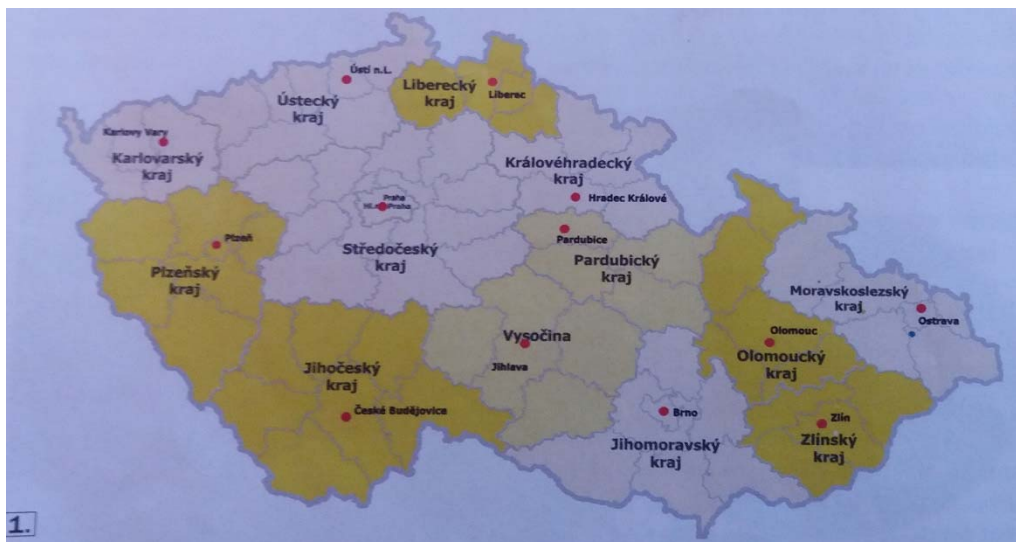 Ústí n.L.
Ústecký
kraj
Liberecký
kraj
Liberec
Karlovy Vary
Karlovarský
kraj
Královéhradecký
kraj
Hradec Králové
Praha
Praha
Středočeský
kraj
Plzeň
Plzeňský
kraj
Pardubice
Pardubický
kraj
Moravskoslezský
kraj
Ostrava
Vysočina
Jihlava
Olomouc
Olomoucký
kraj
Jihočeský
kraj
České Budějovice
Brno
Jihomoravský
kraj
Zlín
Zlínský
kraj
1.